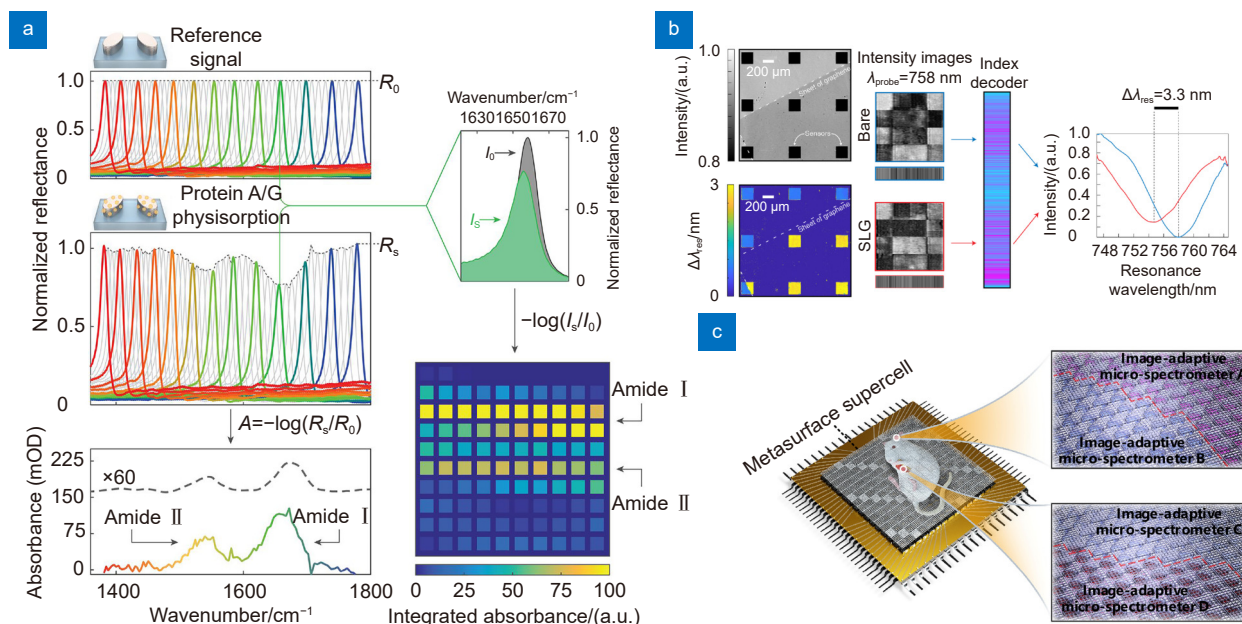 a
Reference
signal
1.0
R₀
0.5
0
Protein A/G
physisorption
1.0
Rₛ
0.5
0
Normalized reflectance
A=−log(Rₛ/R₀)
225
×60
150
75
0
Amide Ⅱ
Amide Ⅰ
Absorbance (mOD)
1400
1600
1800
Wavenumber/cm⁻¹
Wavenumber/cm⁻¹
1630 1650 1670
I₀
Iₛ
1.0
0.5
0
Normalized reflectance
−log(Iₛ/I₀)
Amide Ⅰ
Amide Ⅱ
0 25 50 75 100
Integrated absorbance/(a.u.)
b
1.0
0.8
Intensity/(a.u.)
200 μm
Sheet of graphene
Sensors
3
0
Δλres/nm
200 μm
Sheet of graphene
Intensity images
λprobe=758 nm
Bare
SLG
Index
decoder
Δλres=3.3 nm
1.0
0.8
0.6
0.4
0.2
0
Intensity/(a.u.)
748 752 756 760 764
Resonance
wavelength/nm
c
Metasurface supercell
Image-adaptive
micro-spectrometer A
Image-adaptive
micro-spectrometer B
Image-adaptive
micro-spectrometer C
Image-adaptive
micro-spectrometer D